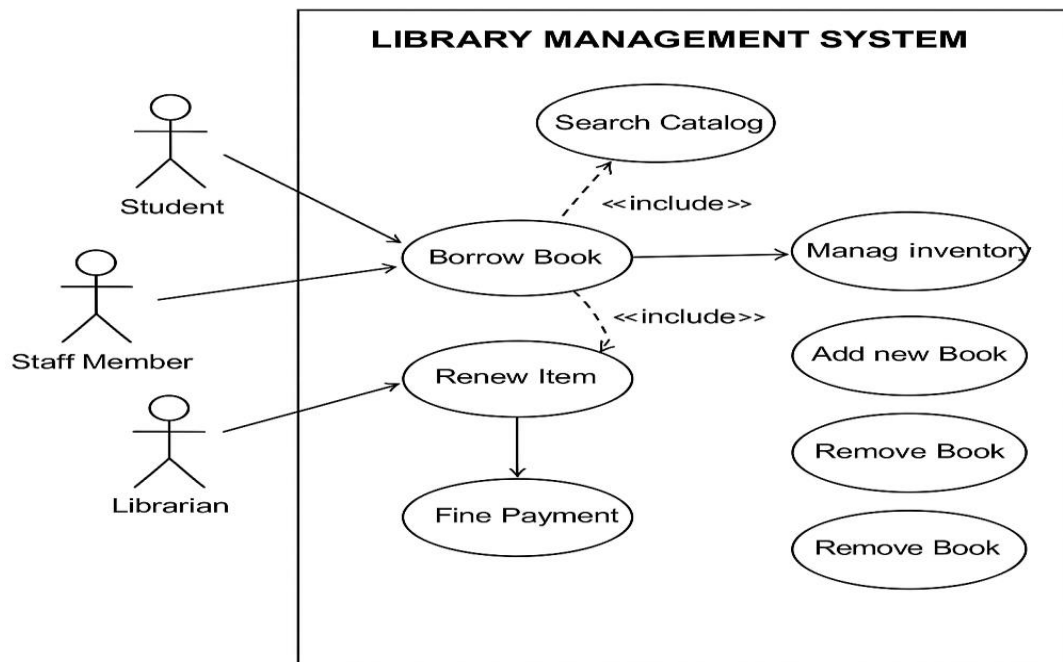 LIBRARY MANAGEMENT SYSTEM
Search Catalog
Student
<<include>>
Borrow Book
Manag inventory
<<include>>
Staff Member
Add new Book
Renew Item
Remove Book
Librarian
Fine Payment
Remove Book